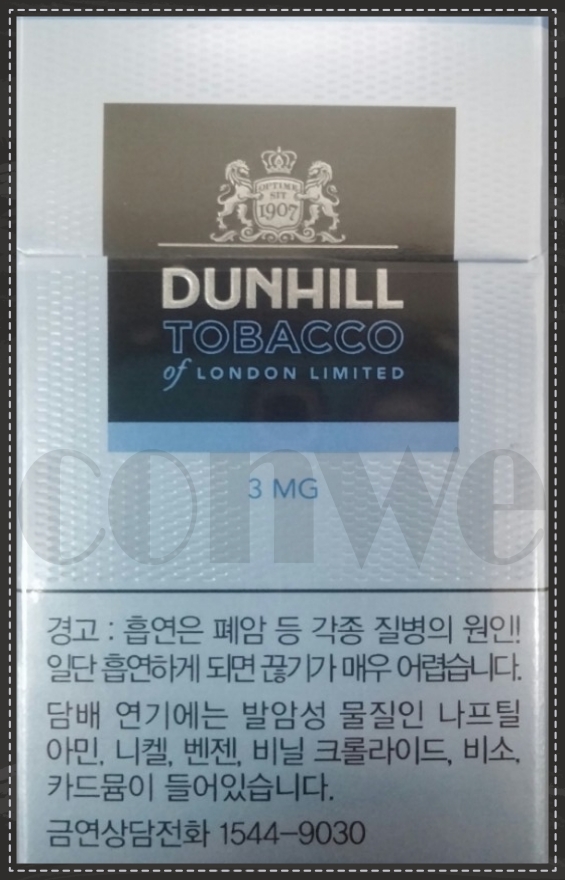 OPTIME
SIT
1907
DUNHILL
TOBACCO
of LONDON LIMITED
conwe
3 MG
경고 : 흡연은 폐암 등 각종 질병의 원인!
일단 흡연하게 되면 끊기가 매우 어렵습니다.
담배 연기에는 발암성 물질인 나프틸
아민, 니켈, 벤젠, 비닐 크롤라이드, 비소,
카드뮴이 들어있습니다.
금연상담전화 1544-9030